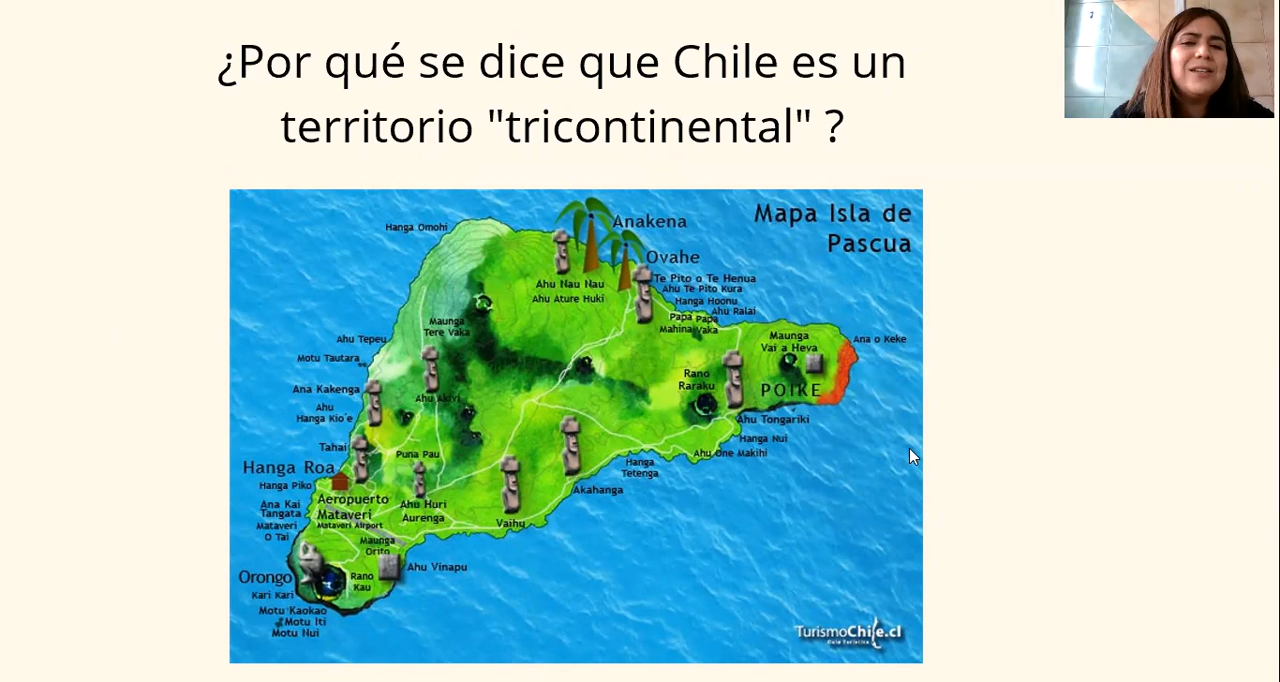 ¿Por qué se dice que Chile es un
territorio "tricontinental" ?
Mapa Isla de
Pascua
Hanga Omohi
Anakena
Ovahe
Ahu Nau Nau
Ahu Ature Huki
Te Pito o Te Henua
Ahu Te Pito Kura
Hanga Hoonu
Ahu Raiai
Papa Papa
Mahina Vaka
Maunga
Tere Vaka
Ahu Tepeu
Motu Tautara
Ana Kakenga
Ahu
Hanga Kio'e
Ahu Akivi
Maunga
Vai a Heva
Ana o Keke
Rano
Raraku
POIKE
Ahu Tongariki
Hanga Nui
Ahu One Makihi
Tahai
Puna Pau
Hanga
Tetenga
Hanga Roa
Hanga Piko
Akahanga
Aeropuerto
Mataveri
Mataveri Airport
Ahu Huri
Aurenga
Vaihu
Ana Kai
Tangata
Mataveri
O Tai
Maunga
Orito
Ahu Vinapu
Orongo
Rano
Kau
Kari Kari
Motu Kaokao
Motu Iti
Motu Nui
TurismoChile.cl
Guía Turística